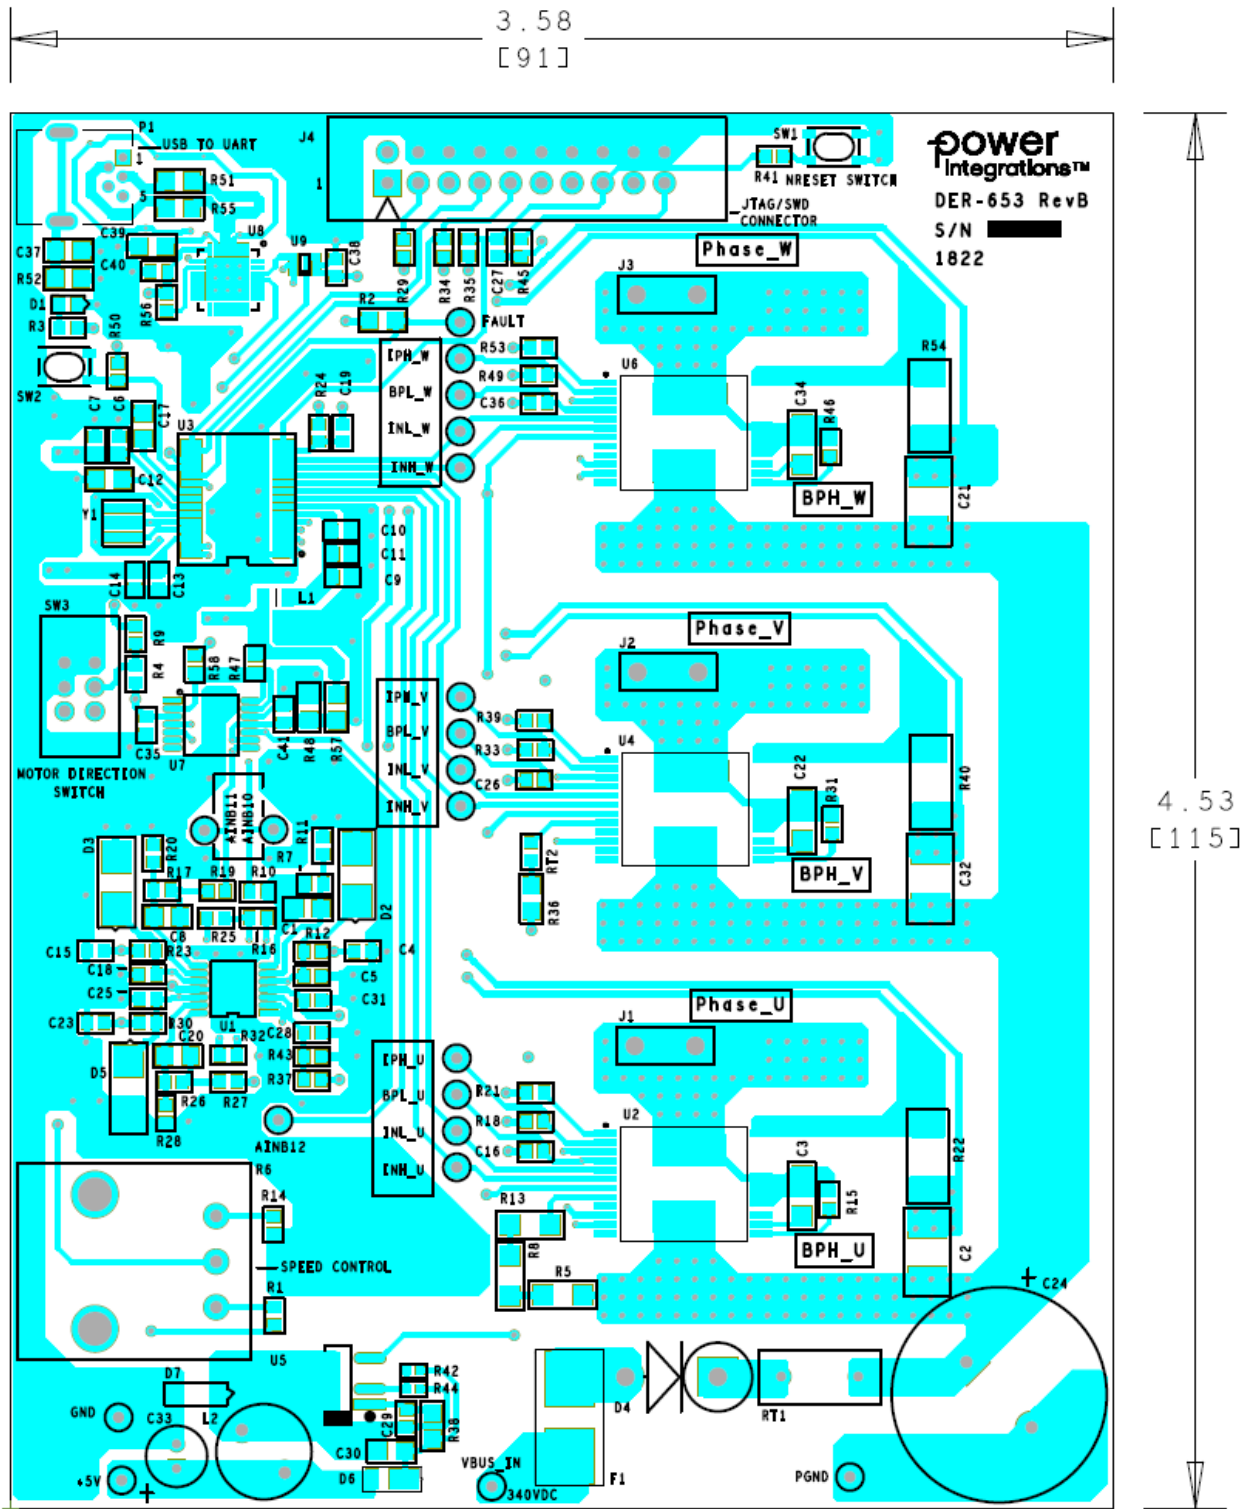 3.58
[91]
P1
USB TO UART
1
5
R51
R55
J4
1
SW1
R41
NRESET SWITCH
JTAG/SWD
CONNECTOR
power
integrations™
DER-653 RevB
S/N
1822
C37
C39
C40
R52
D1
R3
R50
R56
U8
U9
C38
R29
R34
R35
C27
R45
Phase_W
J3
R2
FAULT
R53
R49
C36
IPH_W
BPL_W
INL_W
INH_W
U6
C34
R46
R54
BPH_W
C21
SW2
C7
C6
C17
U3
R24
C19
C12
Y1
C10
C11
C9
L1
C14
C13
SW3
R9
R4
R58
R47
C35
U7
C41
R48
R57
MOTOR DIRECTION
SWITCH
Phase_V
J2
IPH_V
BPL_V
INL_V
INH_V
R39
R33
C26
U4
C22
R31
R40
BPH_V
C32
RT2
R36
4.53
[115]
AINB11
AINB10
D3
R20
R11
R7
R17
R19
R10
D2
C8
R25
R16
C1
R12
C15
R23
C18
C25
C23
R30
C4
C5
C31
U1
R32
C28
C20
R43
R37
D5
R26
R27
R28
AINB12
Phase_U
J1
IPH_U
BPL_U
INL_U
INH_U
R21
R18
C16
U2
C3
R15
R22
BPH_U
C2
R13
R8
R5
R6
R14
SPEED CONTROL
R1
C24
+
U5
D7
R42
R44
GND
C33
L2
C29
R38
C30
D6
+5V
+
VBUS_IN
340VDC
F1
D4
RT1
PGND